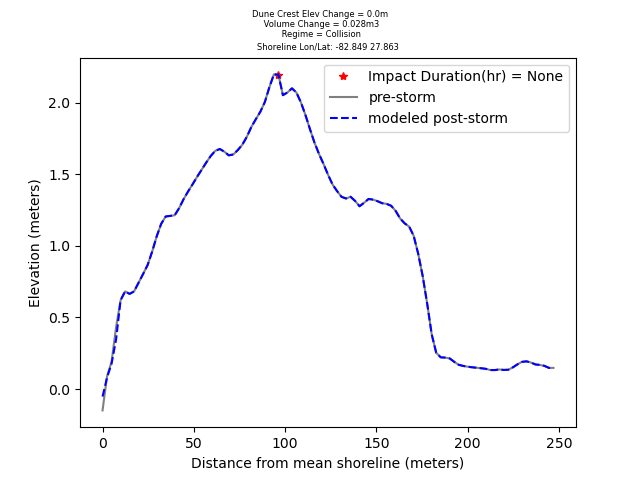 Dune Crest Elev Change = 0.0m
Volume Change = 0.028m3
Regime = Collision
Shoreline Lon/Lat: -82.849 27.863
Impact Duration(hr) = None
pre-storm
modeled post-storm
Elevation (meters)
2.0
1.5
1.0
0.5
0.0
0 50 100 150 200 250
Distance from mean shoreline (meters)